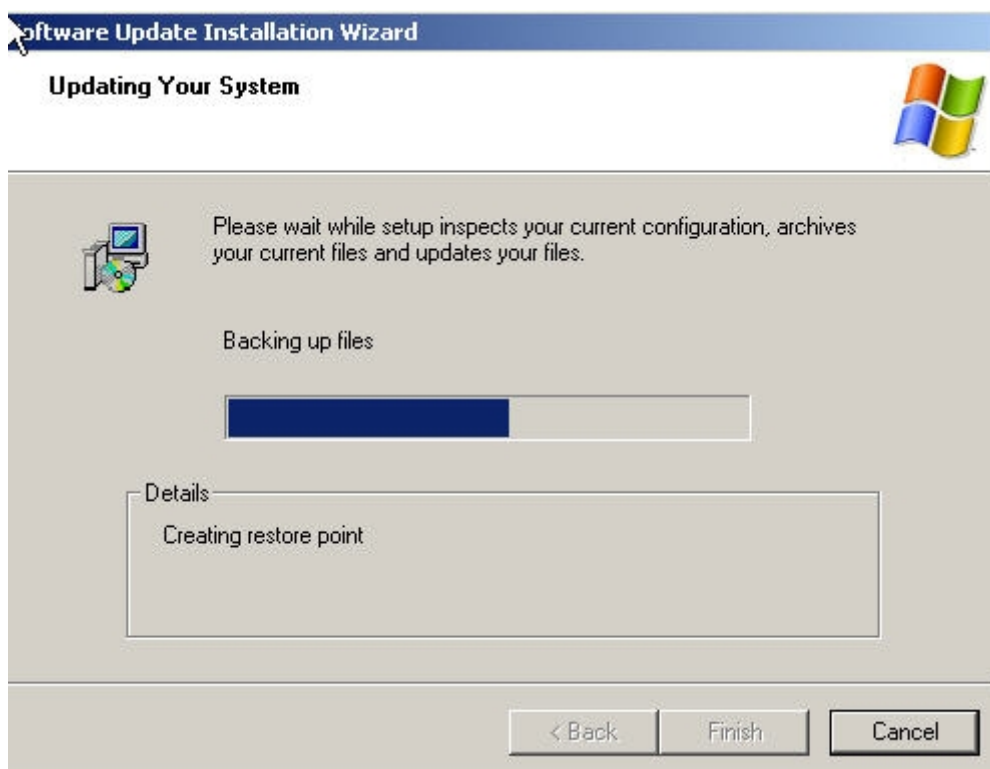 Software Update Installation Wizard
Updating Your System
Please wait while setup inspects your current configuration, archives
your current files and updates your files.
Backing up files
Details
Creating restore point
< Back
Finish
Cancel